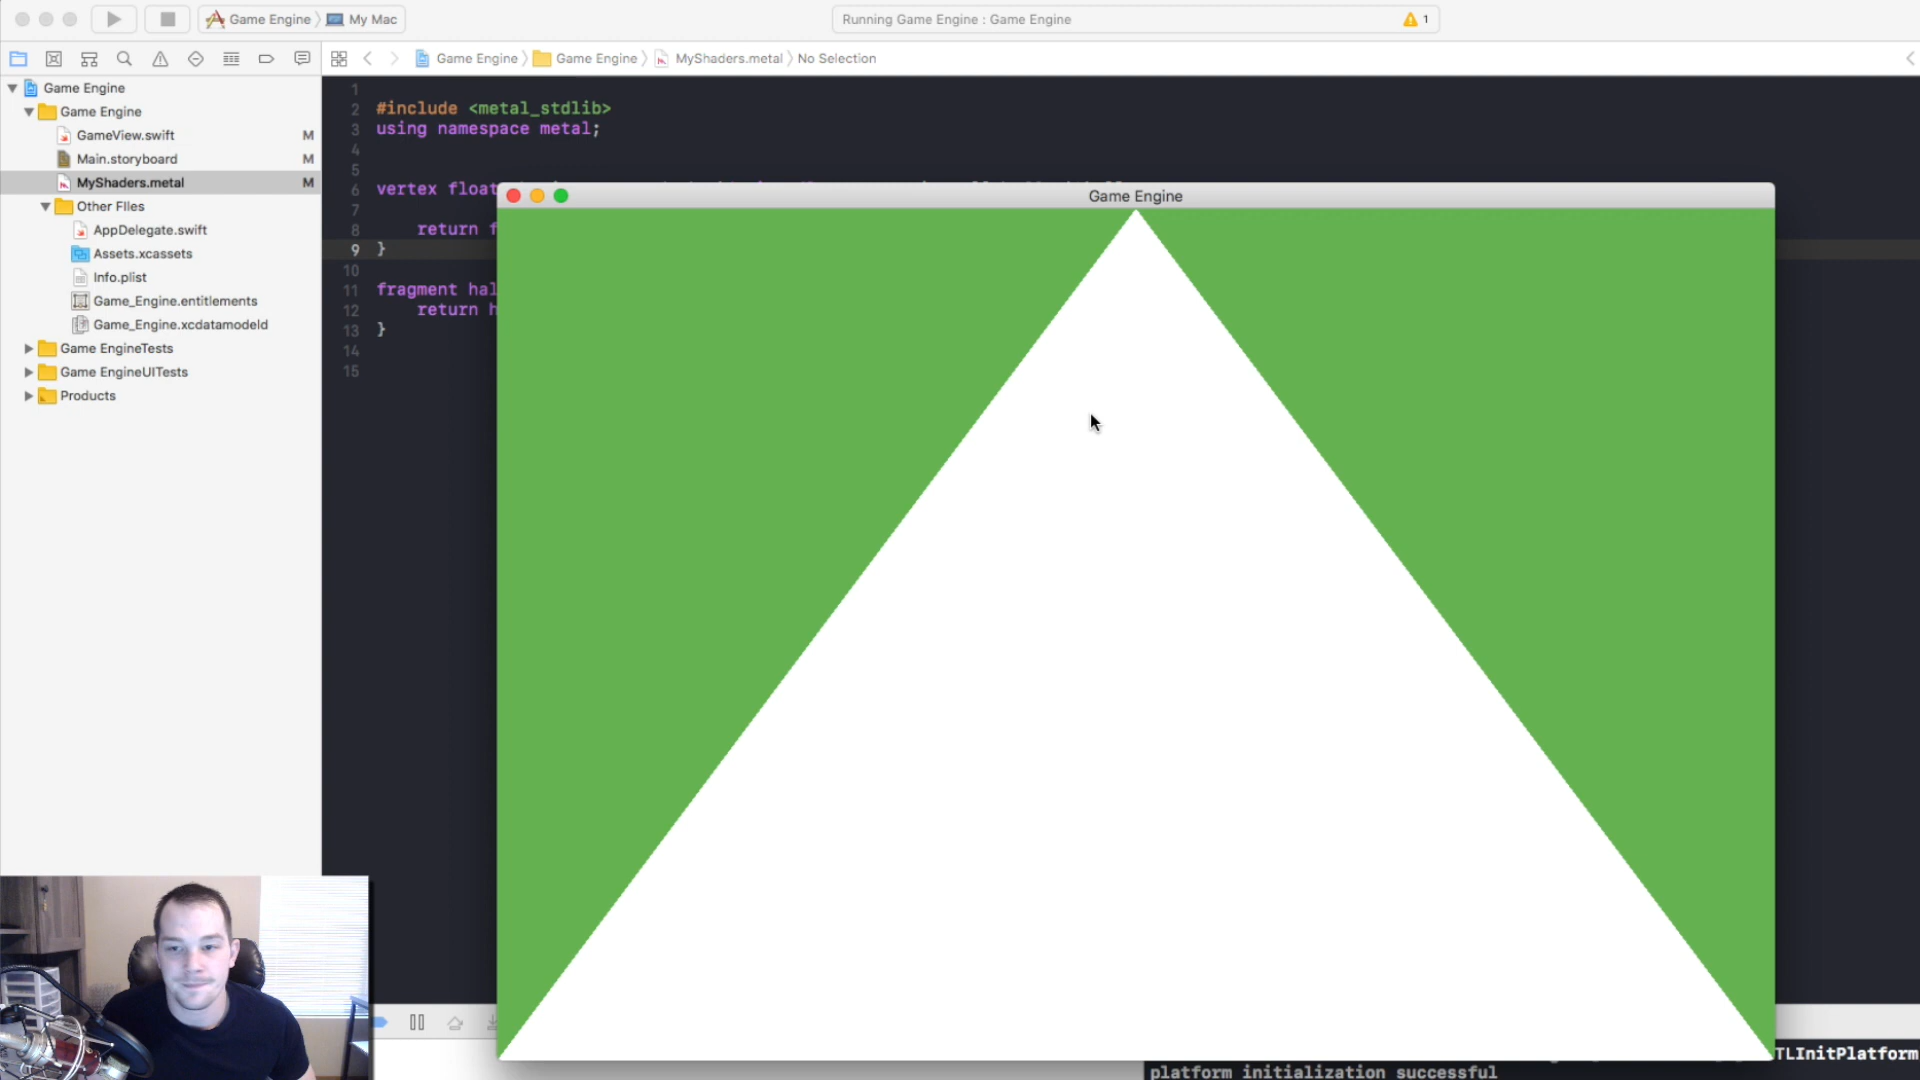 Game Engine My Mac
Running Game Engine : Game Engine
1
Game Engine Game Engine MyShaders.metal No Selection
Game Engine
Game Engine
GameView.swift M
Main.storyboard M
MyShaders.metal M
Other FIles
AppDelegate.swift
Assets.xcassets
Info.plist
Game_Engine.entitlements
Game_Engine.xcdatamodeld
Game EngineTests
Game EngineUITests
Products
1
2 #include <metal_stdlib>
3 using namespace metal;
4
5
6 vertex float
7
8 return f
9 }
10
11 fragment hal
12 return h
13 }
14
15
Game Engine
TLInitPlatform
platform initialization successful